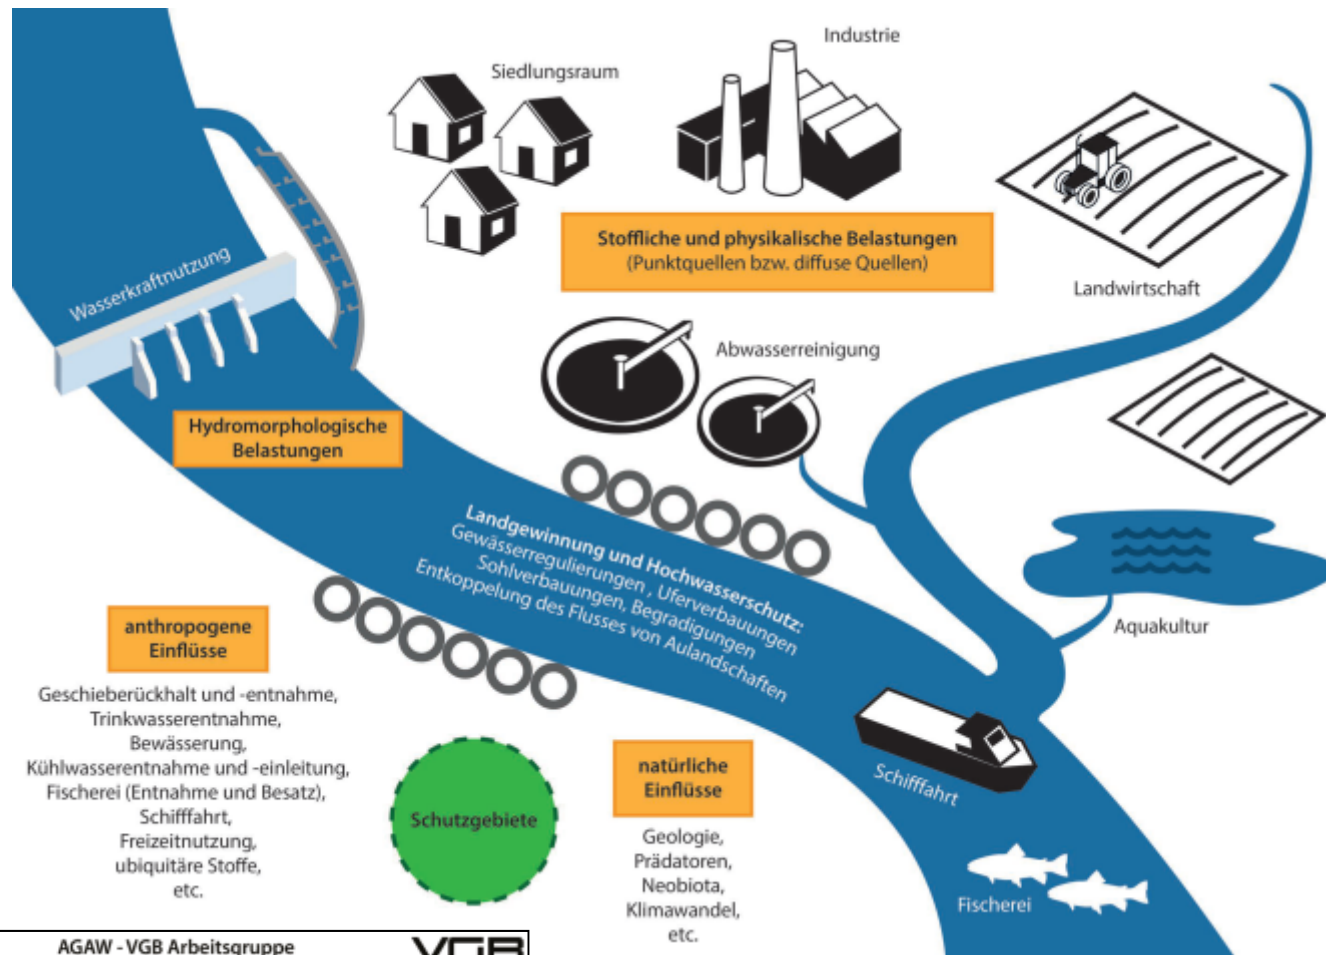 Industrie
Siedlungsraum
Stoffliche und physikalische Belastungen
(Punktquellen bzw. diffuse Quellen)
Landwirtschaft
Wasserkraftnutzung
Abwasserreinigung
Hydromorphologische
Belastungen
Landgewinnung und Hochwasserschutz:
Gewässerregulierungen , Uferverbauungen
Sohlverbauungen, Begradigungen
Entkoppelung des Flusses von Aulandschaften
Aquakultur
anthropogene
Einflüsse
Geschieberückhalt und -entnahme,
Trinkwasserentnahme,
Bewässerung,
Kühlwasserentnahme und -einleitung,
Fischerei (Entnahme und Besatz),
Schifffahrt,
Freizeitnutzung,
ubiquitäre Stoffe,
etc.
Schutzgebiete
natürliche
Einflüsse
Geologie,
Prädatoren,
Neobiota,
Klimawandel,
etc.
Schifffahrt
Fischerei
AGAW - VGB Arbeitsgruppe
VGB